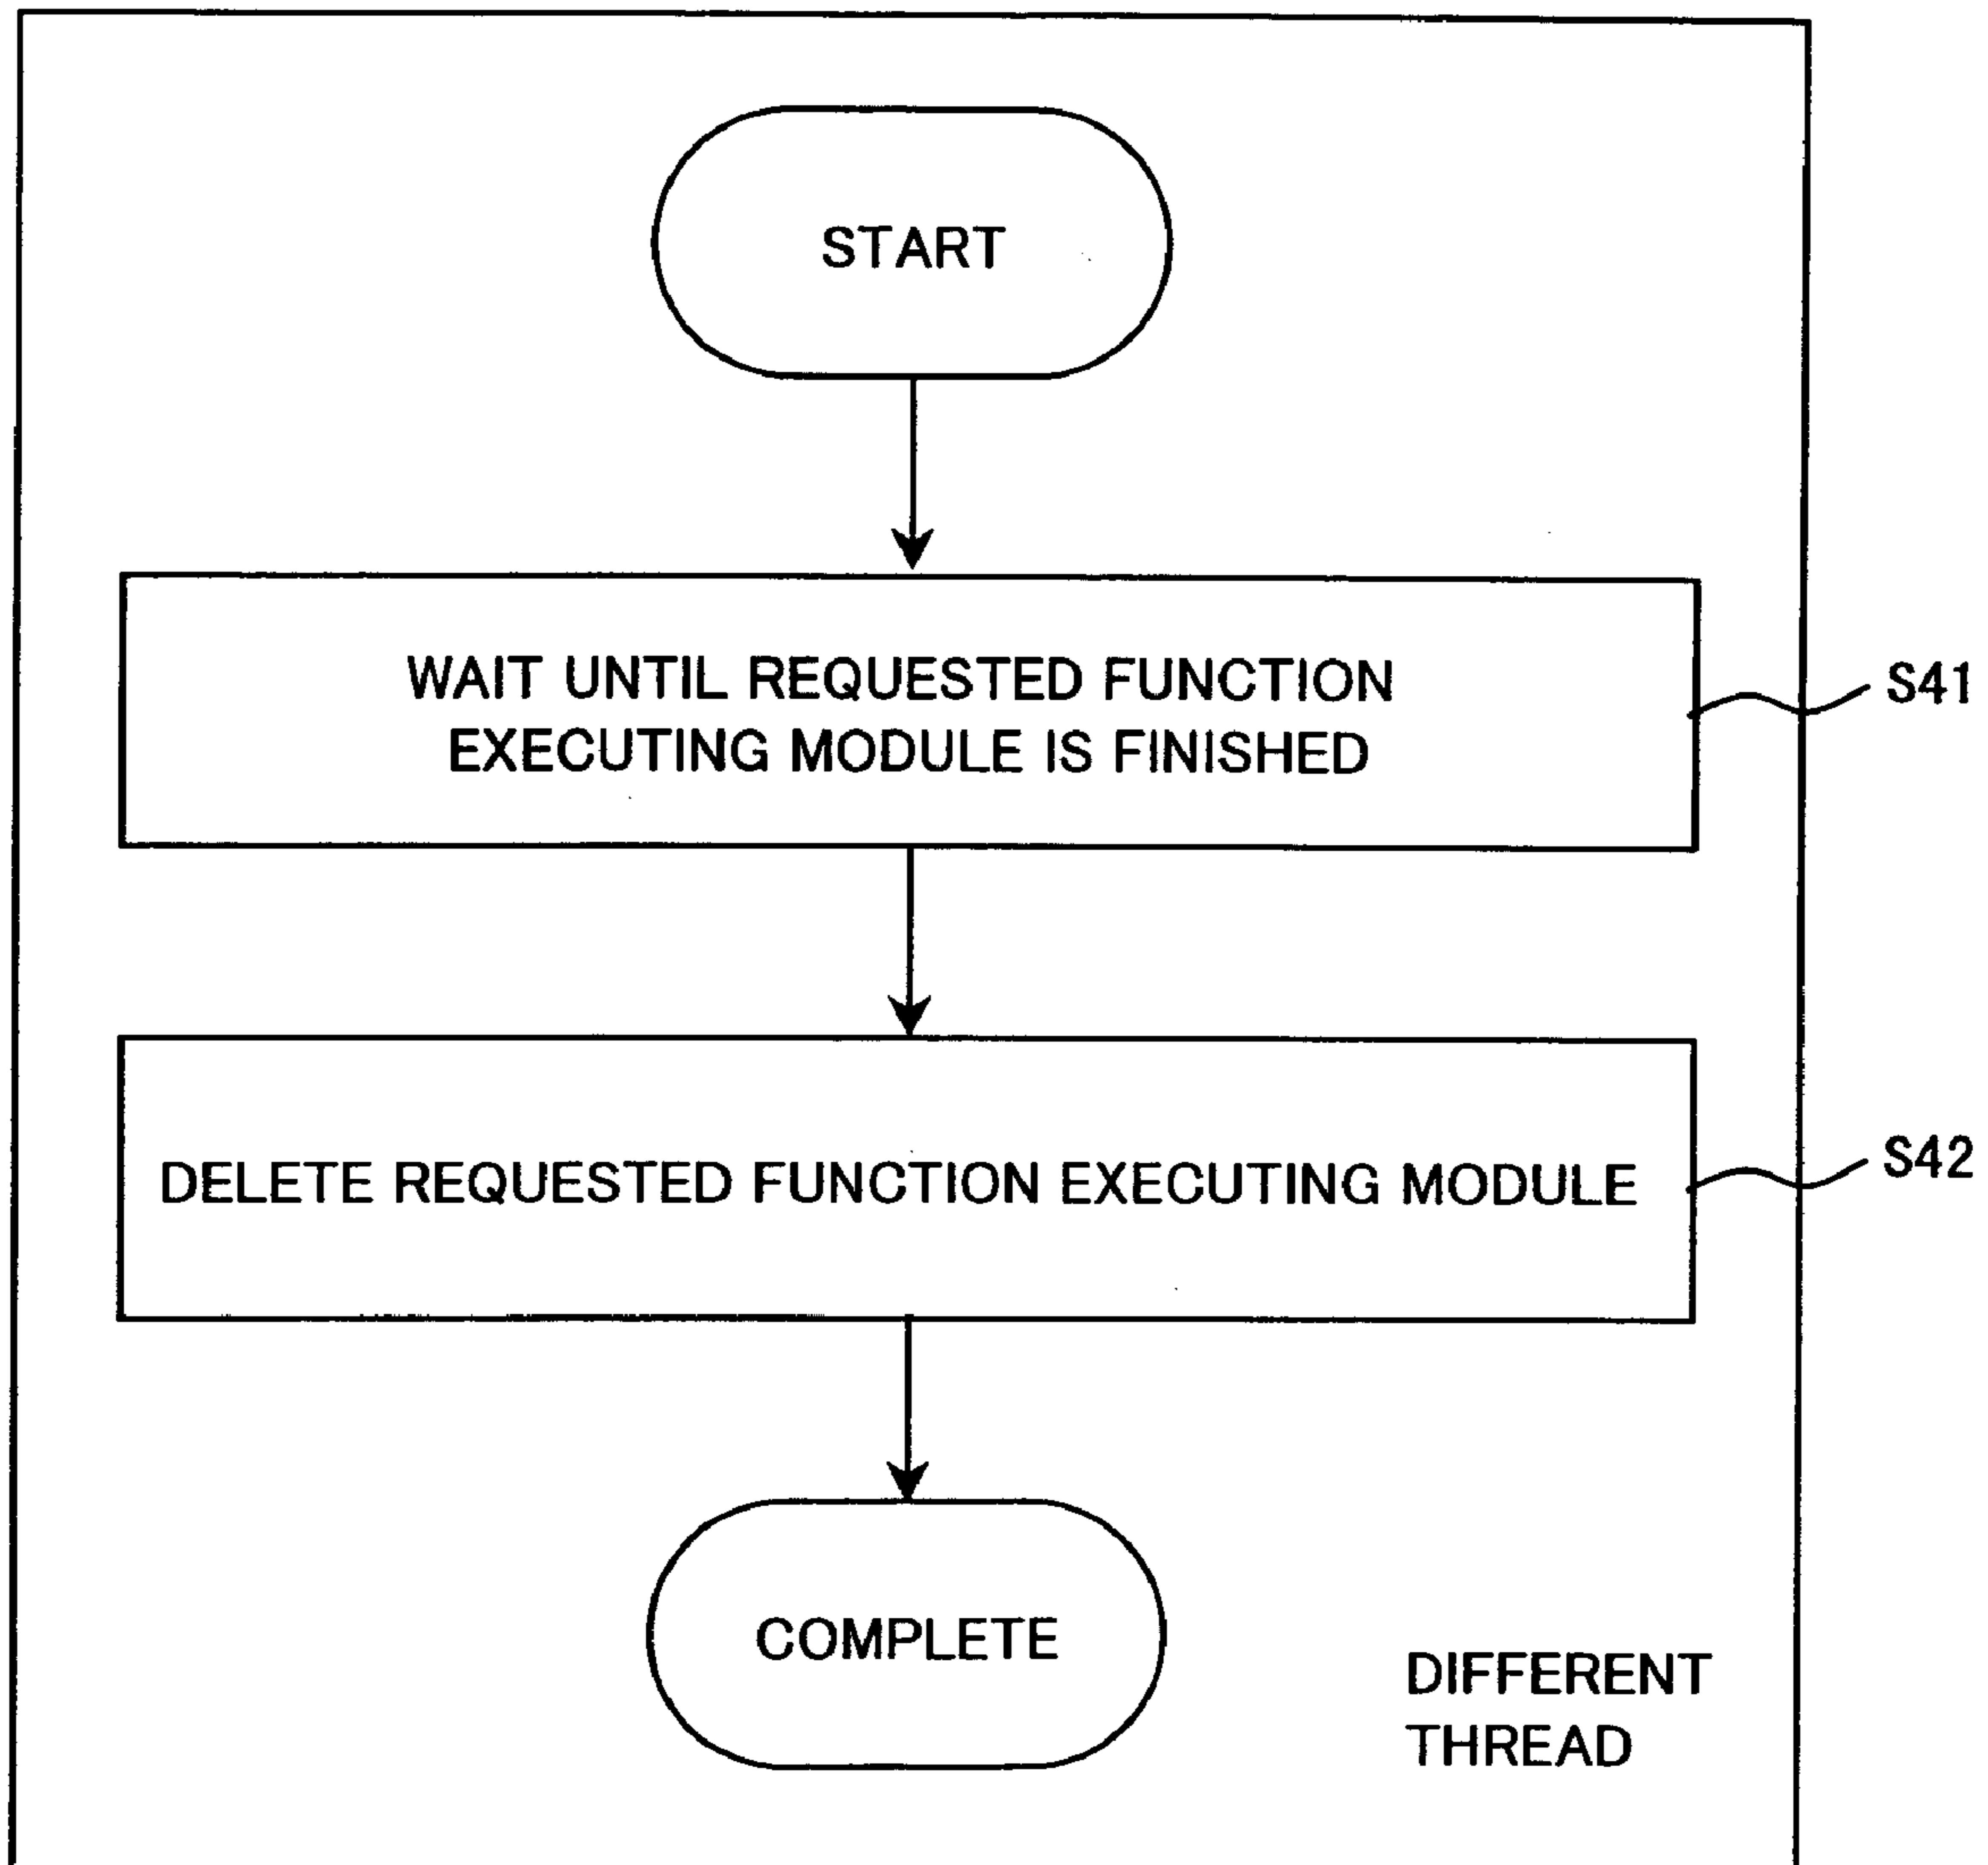 START
WAIT UNTIL REQUESTED FUNCTION
EXECUTING MODULE IS FINISHED
S41
DELETE REQUESTED FUNCTION EXECUTING MODULE
S42
COMPLETE
DIFFERENT
THREAD